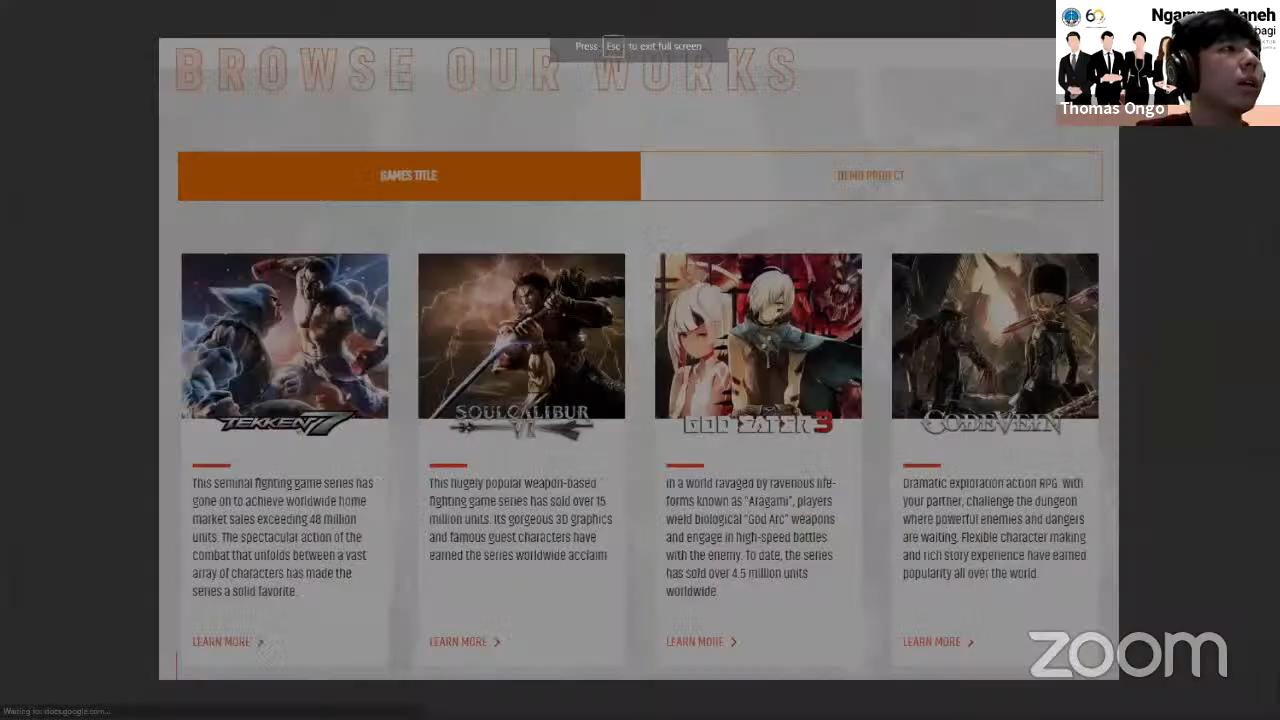 Press Esc to exit full screen
BROWSE OUR WORKS
60
Ngampus Maneh
bagi
Thomas Ongo
GAMES TITLE
DEMO PROJECT
TEKKEN 7
SOULCALIBUR VI
GOD EATER 3
CODE VEIN
This seminal fighting game series has
gone on to achieve worldwide home
market sales exceeding 48 million
units. The spectacular action of the
combat that unfolds between a vast
array of characters has made the
series a solid favorite.
LEARN MORE >
This hugely popular weapon-based
fighting game series has sold over 15
million units. Its gorgeous 3D graphics
and famous guest characters have
earned the series worldwide acclaim
LEARN MORE >
In a world ravaged by ravenous life-
forms known as "Aragami", players
wield biological "God Arc" weapons
and engage in high-speed battles
with the enemy. To date, the series
has sold over 4.5 million units
worldwide
LEARN MORE >
Dramatic exploration action RPG. With
your partner, challenge the dungeon
where powerful enemies and dangers
are waiting. Flexible character making
and rich story experience have earned
popularity all over the world.
LEARN MORE >
zoom
Waiting for docs.google.com...